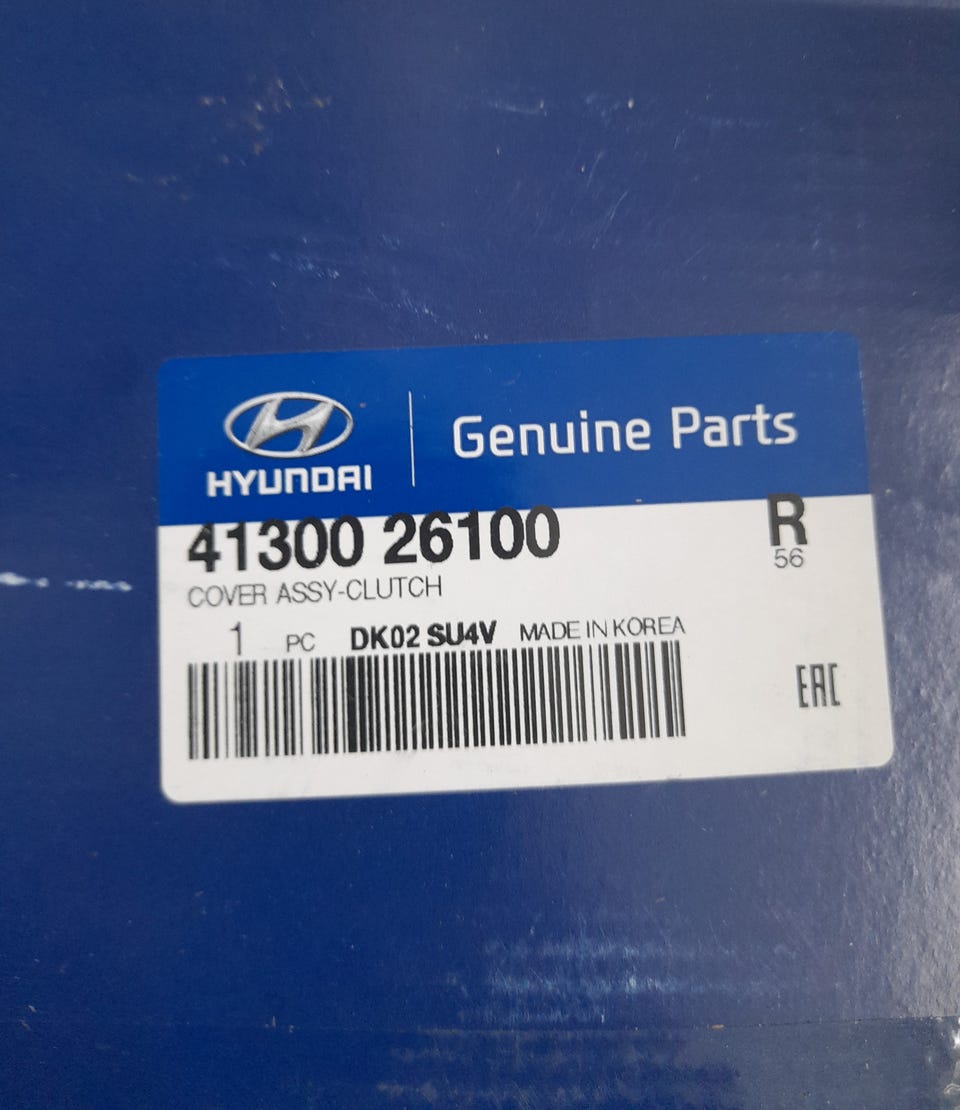 HYUNDAI
Genuine Parts
41300 26100
R
56
COVER ASSY-CLUTCH
1 PC DK02 SU4V MADE IN KOREA
EAC